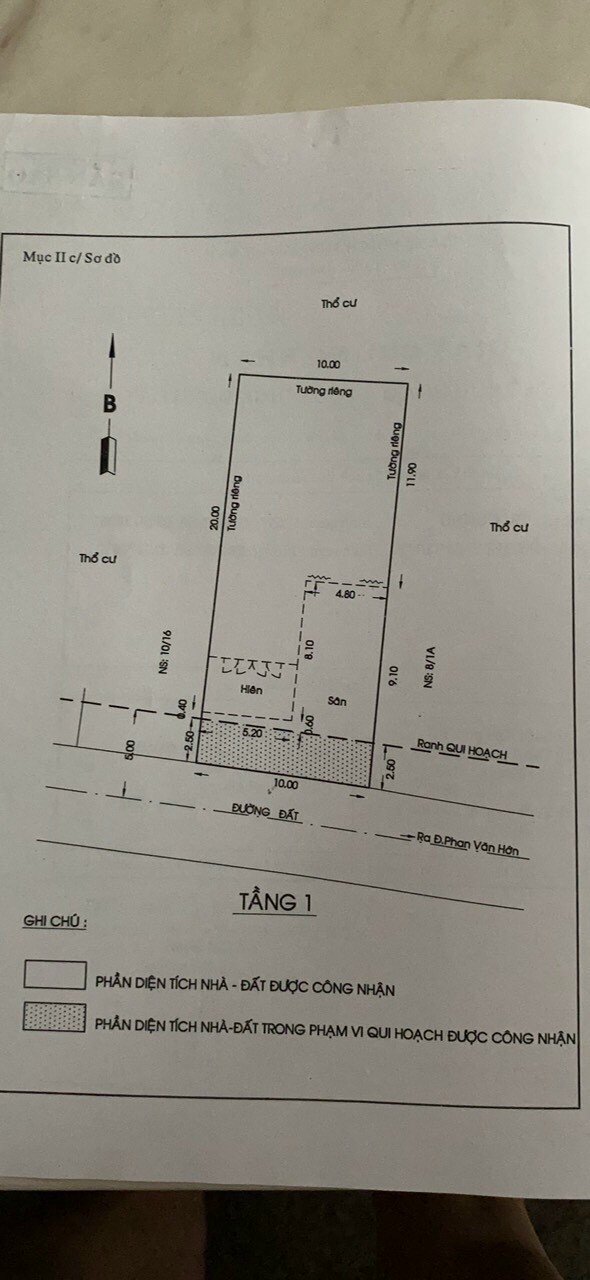 Mục II c/ Sơ đồ
Thổ cư
10.00
Tường riêng
B
Tường riêng
11.90
20.00
Tường riêng
Thổ cư
Thổ cư
4.80
NS: 10/16
8.10
NS: 8/1A
9.10
Hiên
Sân
0.40
0.60
5.20
2.50
Ranh QUI HOẠCH
5.00
2.50
10.00
ĐƯỜNG ĐẤT
Ra Đ.Phan Văn Hớn
TẦNG 1
GHI CHÚ :
PHẦN DIỆN TÍCH NHÀ - ĐẤT ĐƯỢC CÔNG NHẬN
PHẦN DIỆN TÍCH NHÀ-ĐẤT TRONG PHẠM VI QUI HOẠCH ĐƯỢC CÔNG NHẬN